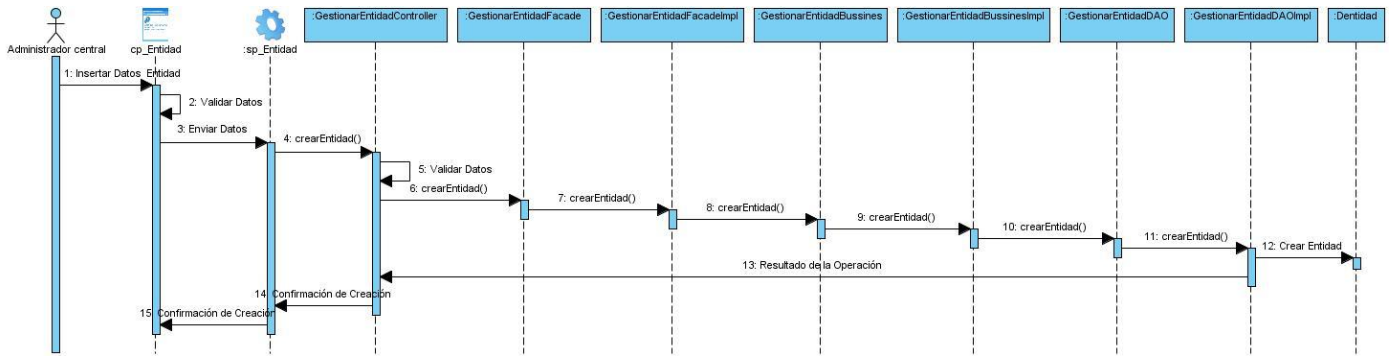 :GestionarEntidadController
:GestionarEntidadFacade
:GestionarEntidadFacadeImpl
:GestionarEntidadBussines
:GestionarEntidadBussinesImpl
:GestionarEntidadDAO
:GestionarEntidadDAOImpl
:Dentidad
Administrador central
cp_Entidad
:sp_Entidad
1: Insertar Datos Entidad
2: Validar Datos
3: Enviar Datos
4: crearEntidad()
5: Validar Datos
6: crearEntidad()
7: crearEntidad()
8: crearEntidad()
9: crearEntidad()
10: crearEntidad()
11: crearEntidad()
12: Crear Entidad
13: Resultado de la Operación
14: Confirmación de Creación
15: Confirmación de Creación